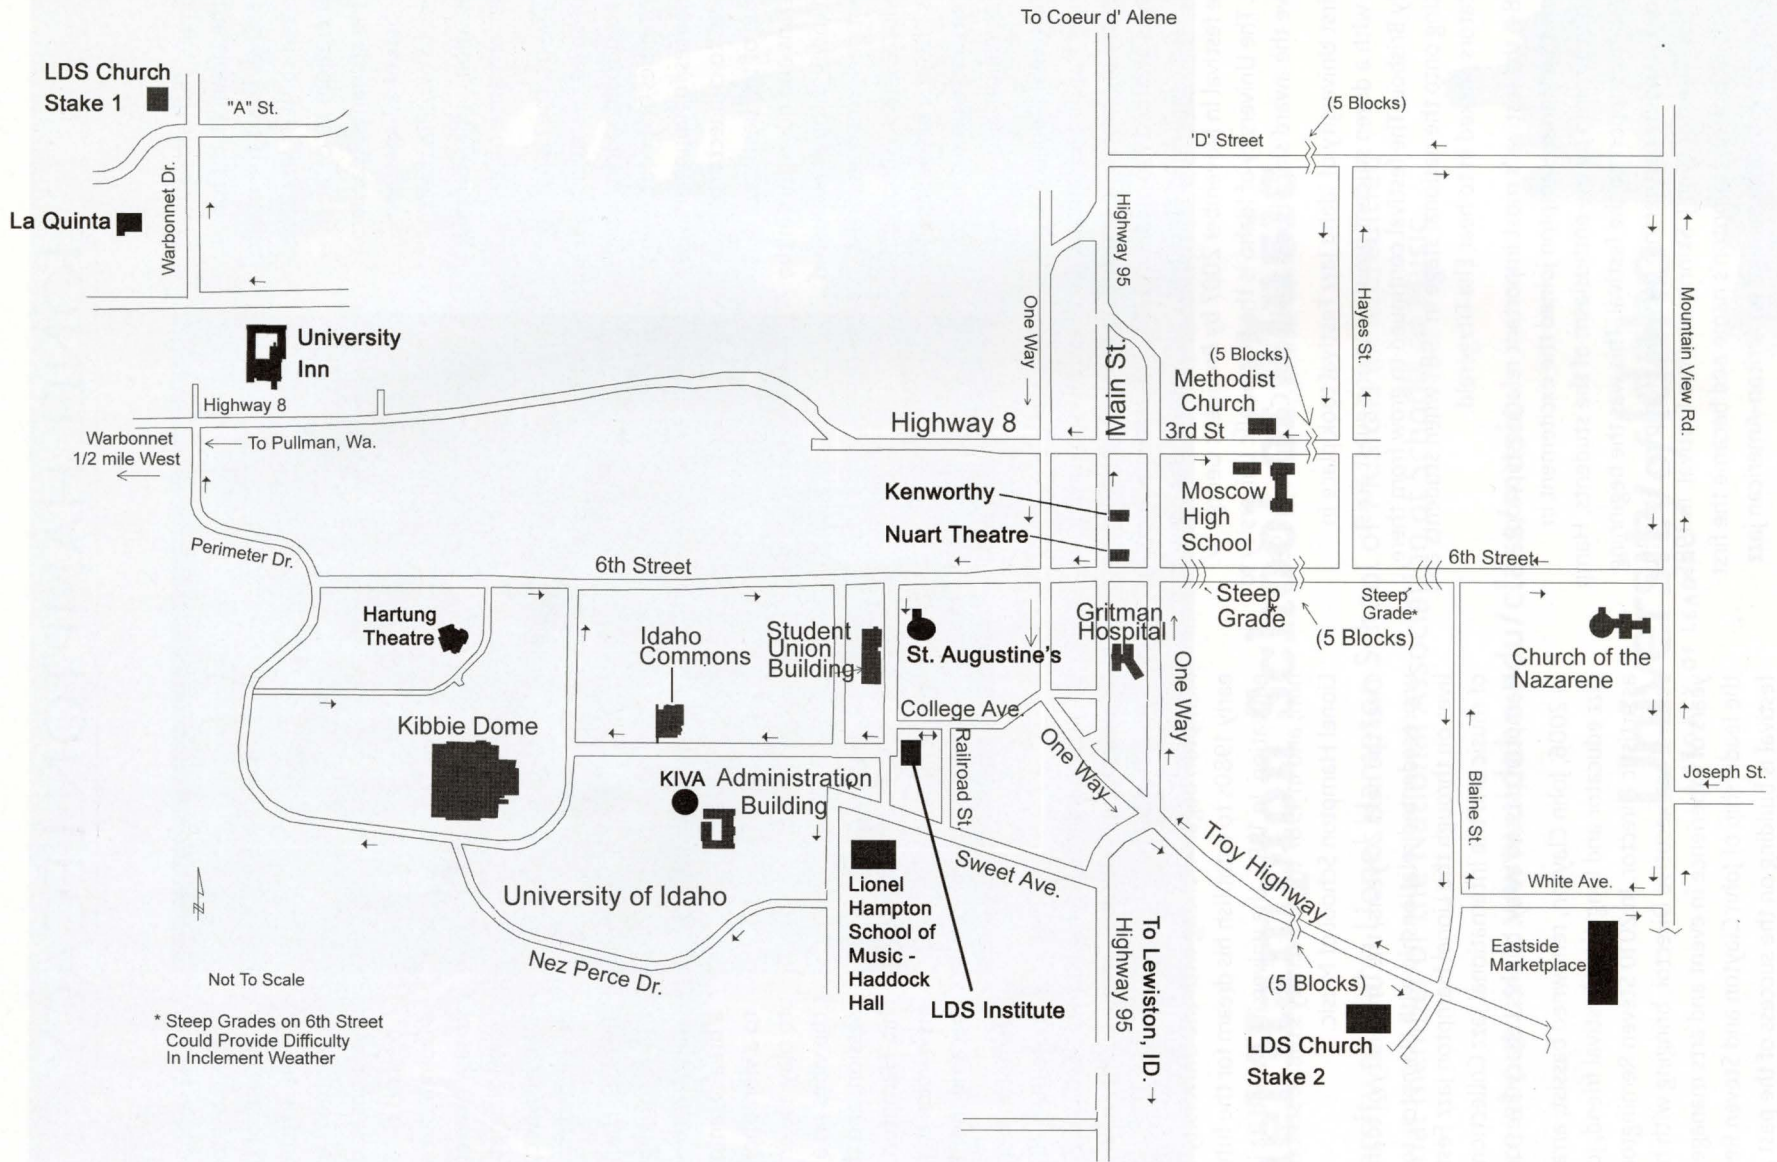 To Coeur d' Alene
LDS Church
Stake 1
"A" St.
(5 Blocks)
'D' Street
Warbonnet Dr.
La Quinta
Highway 95
One Way
Hayes St.
Mountain View Rd.
University
Inn
Main St.
(5 Blocks)
Methodist
Church
Highway 8
Highway 8
3rd St
Warbonnet
1/2 mile West
To Pullman, Wa.
Kenworthy
Moscow
High
School
Nuart Theatre
Perimeter Dr.
6th Street
6th Street
Steep
Grade*
Steep
Grade*
(5 Blocks)
Hartung
Theatre
Idaho
Commons
Student
Union
Building
St. Augustine's
Gritman
Hospital
One Way
Church of the
Nazarene
College Ave.
Kibbie Dome
One Way
Railroad St.
KIVA
Administration
Building
Blaine St.
Joseph St.
Troy Highway
Sweet Ave.
White Ave.
University of Idaho
Lionel
Hampton
School of
Music -
Haddock
Hall
Nez Perce Dr.
To Lewiston, ID.
Highway 95
Eastside
Marketplace
(5 Blocks)
LDS Institute
LDS Church
Stake 2
N
Not To Scale
* Steep Grades on 6th Street
Could Provide Difficulty
In Inclement Weather